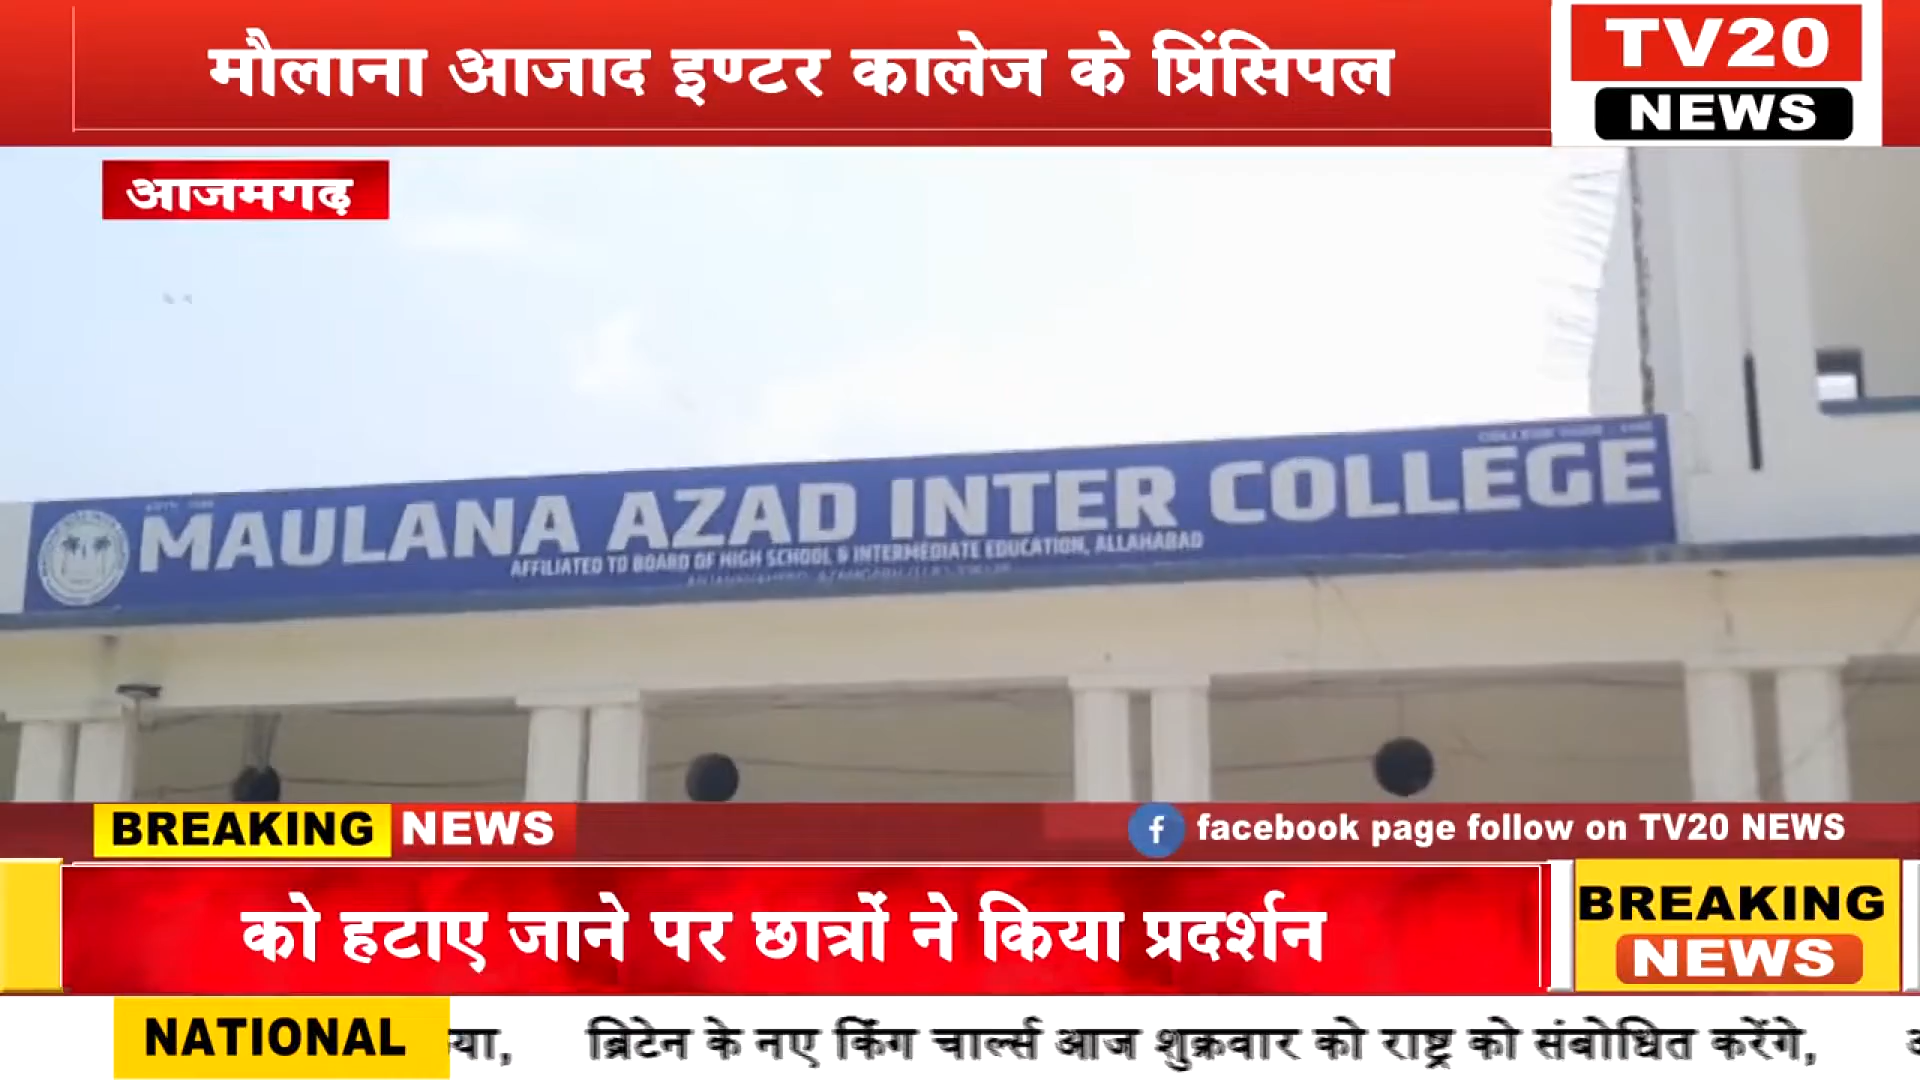 मौलाना आजाद इण्टर कालेज के प्रिंसिपल
TV20
NEWS
आजमगढ़
MAULANA AZAD INTER COLLEGE
AFFILIATED TO BOARD OF HIGH SCHOOL & INTERMEDIATE EDUCATION, ALLAHABAD
BREAKING NEWS
facebook page follow on TV20 NEWS
को हटाए जाने पर छात्रों ने किया प्रदर्शन
BREAKING
NEWS
NATIONAL
ब्रिटेन के नए किंग चार्ल्स आज शुक्रवार को राष्ट्र को संबोधित करेंगे,